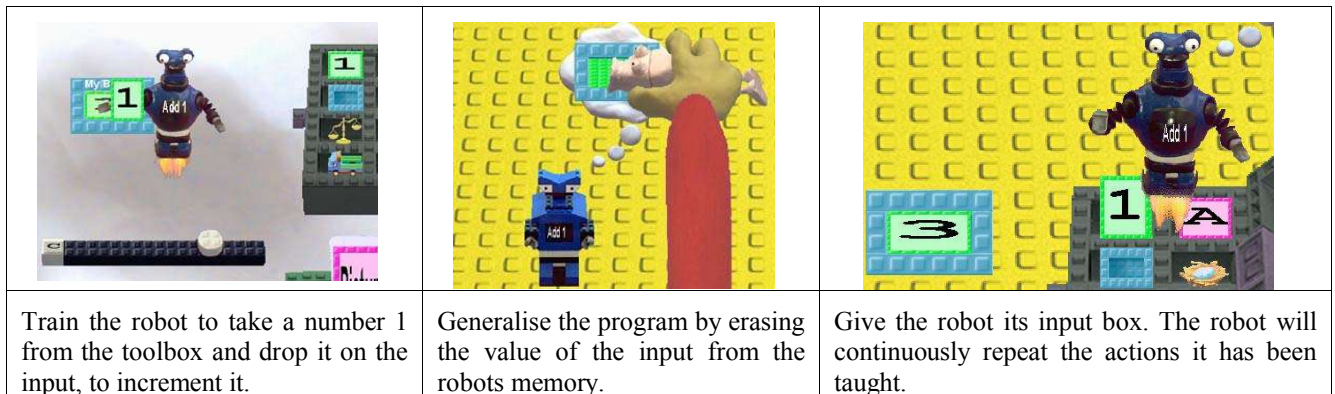 1
My B
1
Add 1
Add 1
Add 1
1
A
3
Train the robot to take a number 1
from the toolbox and drop it on the
input, to increment it.
Generalise the program by erasing
the value of the input from the
robots memory.
Give the robot its input box. The robot will
continuously repeat the actions it has been
taught.